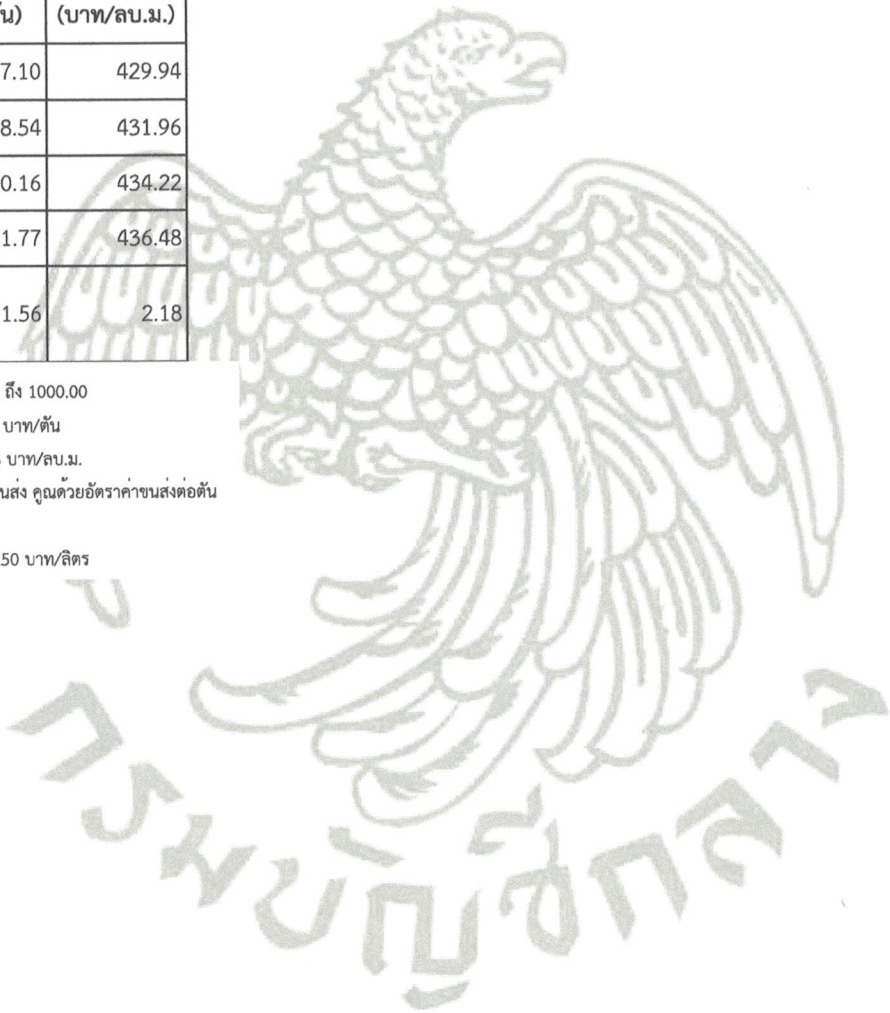 (บาท/ลบ.ม.)
7.10 429.94
8.54 431.96
0.16 434.22
1.77 436.48
1.56 2.18
ถึง 1000.00
บาท/ตัน
บาท/ลบ.ม.
นส่ง คูณด้วยอัตราค่าขนส่งต่อตัน
50 บาท/ลิตร
กรมบัญชีกลาง